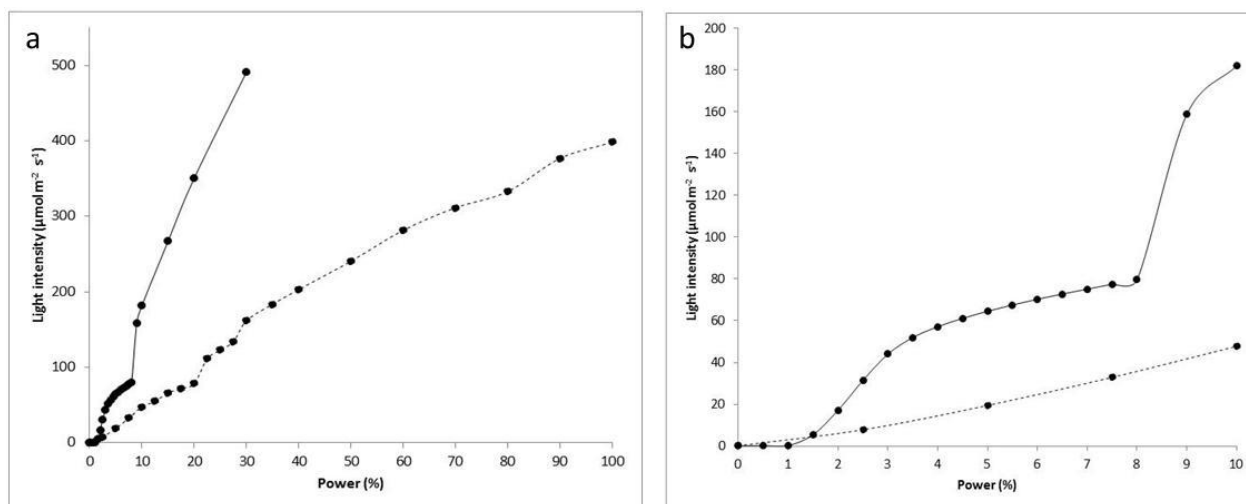 a
500
400
300
200
100
0
Light intensity (µmol m⁻² s⁻¹)
0 10 20 30 40 50 60 70 80 90 100
Power (%)
b
200
180
160
140
120
100
80
60
40
20
0
Light intensity (µmol m⁻² s⁻¹)
0 1 2 3 4 5 6 7 8 9 10
Power (%)